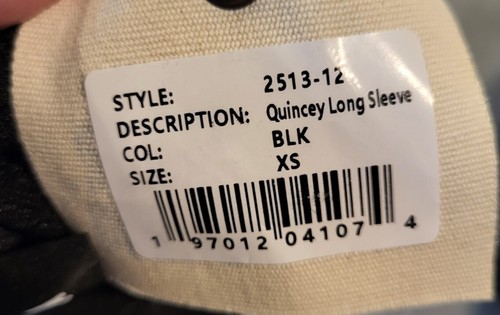 STYLE: 2513-12
DESCRIPTION: Quincey Long Sleeve
COL: BLK
SIZE: XS
1 97012 04107 4